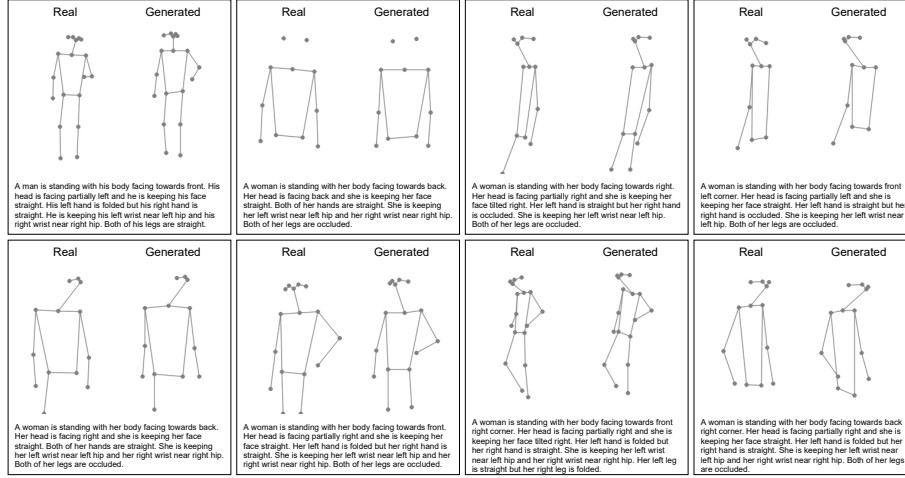 Real Generated
A man is standing with his body facing towards front. His
head is facing partially left and he is keeping his face
straight. His left hand is folded but his right hand is
straight. He is keeping his left wrist near left hip and his
right wrist near right hip. Both of his legs are straight.
Real Generated
A woman is standing with her body facing towards back.
Her head is facing back and she is keeping her face
straight. Both of her hands are straight. She is keeping
her left wrist near left hip and her right wrist near right hip.
Both of her legs are occluded.
Real Generated
A woman is standing with her body facing towards right.
Her head is facing partially right and she is keeping her
face tilted right. Her left hand is straight but her right hand
is occluded. She is keeping her left wrist near left hip.
Both of her legs are occluded.
Real Generated
A woman is standing with her body facing towards front
left corner. Her head is facing partially left and she is
keeping her face straight. Her left hand is straight but her
right hand is occluded. She is keeping her left wrist near
left hip. Both of her legs are occluded.
Real Generated
A woman is standing with her body facing towards back.
Her head is facing right and she is keeping her face
straight. Both of her hands are straight. She is keeping
her left wrist near left hip and her right wrist near right hip.
Both of her legs are occluded.
Real Generated
A woman is standing with her body facing towards front.
Her head is facing partially right and she is keeping her
face straight. Her left hand is folded but her right hand is
straight. She is keeping her left wrist near left hip and her
right wrist near right hip. Both of her legs are occluded.
Real Generated
A woman is standing with her body facing towards front
right corner. Her head is facing partially right and she is
keeping her face tilted right. Her left hand is folded but
her right hand is straight. She is keeping her left wrist
near left hip and her right wrist near right hip. Her left leg
is straight but her right leg is folded.
Real Generated
A woman is standing with her body facing towards back
right corner. Her head is facing partially right and she is
keeping her face straight. Her left hand is folded but her
right hand is straight. She is keeping her left wrist near
left hip and her right wrist near right hip. Both of her legs
are occluded.